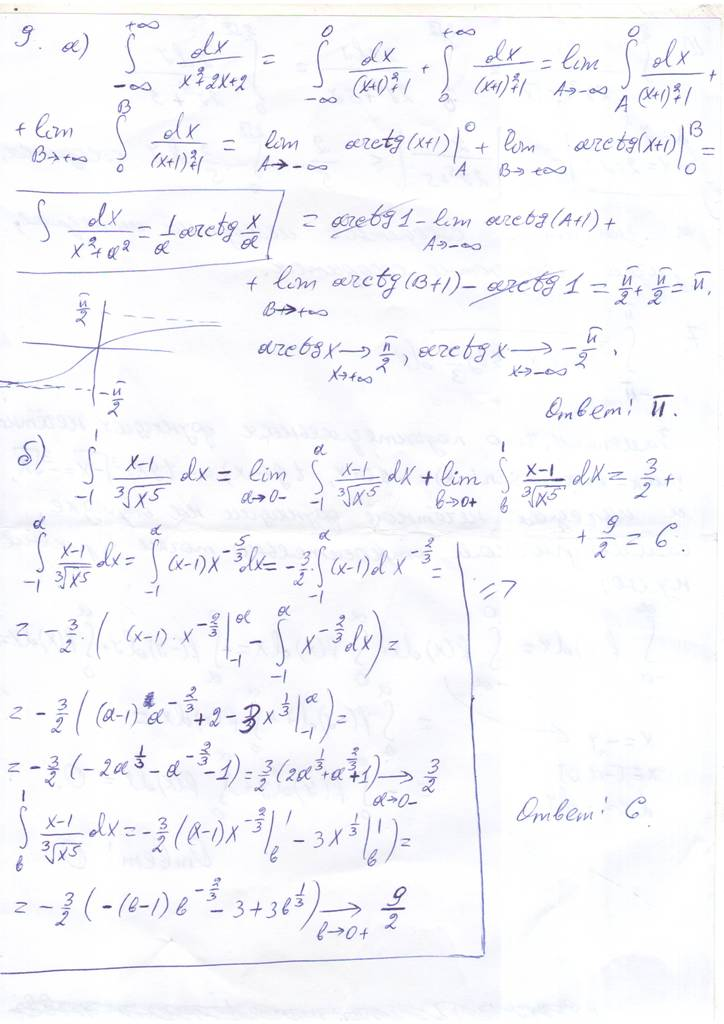 9. а) ∫_{-∞}^{+∞} dx/(x²+2x+2) = ∫_{-∞}^{0} dx/((x+1)²+1) + ∫_{0}^{+∞} dx/((x+1)²+1) = lim_{A→-∞} ∫_{A}^{0} dx/((x+1)²+1) +
+ lim_{B→+∞} ∫_{0}^{B} dx/((x+1)²+1) = lim_{A→-∞} arctg(x+1)|_{A}^{0} + lim_{B→+∞} arctg(x+1)|_{0}^{B} =
∫ dx/(x²+a²) = 1/a arctg x/a
= arctg 1 - lim_{A→-∞} arctg(A+1) +
+ lim_{B→+∞} arctg(B+1) - arctg 1 = π/2 + π/2 = π.
π/2
-π/2
arctg x →_{x→+∞} π/2, arctg x →_{x→-∞} -π/2.
Ответ: π.
б) ∫_{-1}^{1} (x-1)/∛x⁵ dx = lim_{a→0-} ∫_{-1}^{a} (x-1)/∛x⁵ dx + lim_{b→0+} ∫_{b}^{1} (x-1)/∛x⁵ dx = 3/2 +
+ 9/2 = 6.
∫_{-1}^{a} (x-1)/∛x⁵ dx = ∫_{-1}^{a} (x-1)x^{-5/3} dx = -3/2 · ∫_{-1}^{a} (x-1) d x^{-2/3} =
= -3/2 · ( (x-1) x^{-2/3}|_{-1}^{a} - ∫_{-1}^{a} x^{-2/3} dx ) =
= -3/2 ( (a-1) a^{-2/3} + 2 - 3 x^{1/3}|_{-1}^{a} ) =
= -3/2 (-2a^{1/3} - a^{-2/3} - 1) = 3/2 (2a^{1/3} + a^{2/3} + 1) →_{a→0-} 3/2
∫_{b}^{1} (x-1)/∛x⁵ dx = -3/2 ( (x-1) x^{-2/3}|_{b}^{1} - 3x^{1/3}|_{b}^{1} ) =
= -3/2 ( -(b-1) b^{-2/3} - 3 + 3b^{1/3} ) →_{b→0+} 9/2
Ответ: 6.